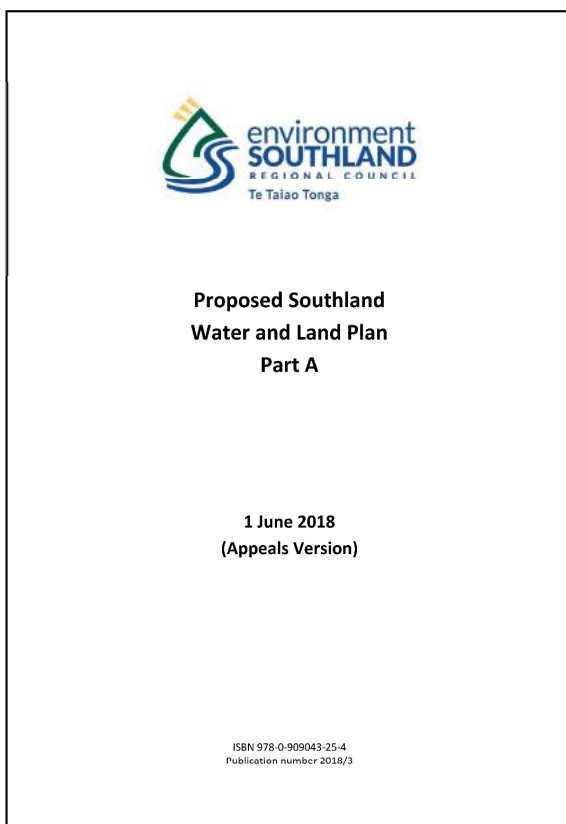 environment
SOUTHLAND
REGIONAL COUNCIL
Te Taiao Tonga
Proposed Southland
Water and Land Plan
Part A
1 June 2018
(Appeals Version)
ISBN 978-0-909043-25-4
Publication number 2018/3